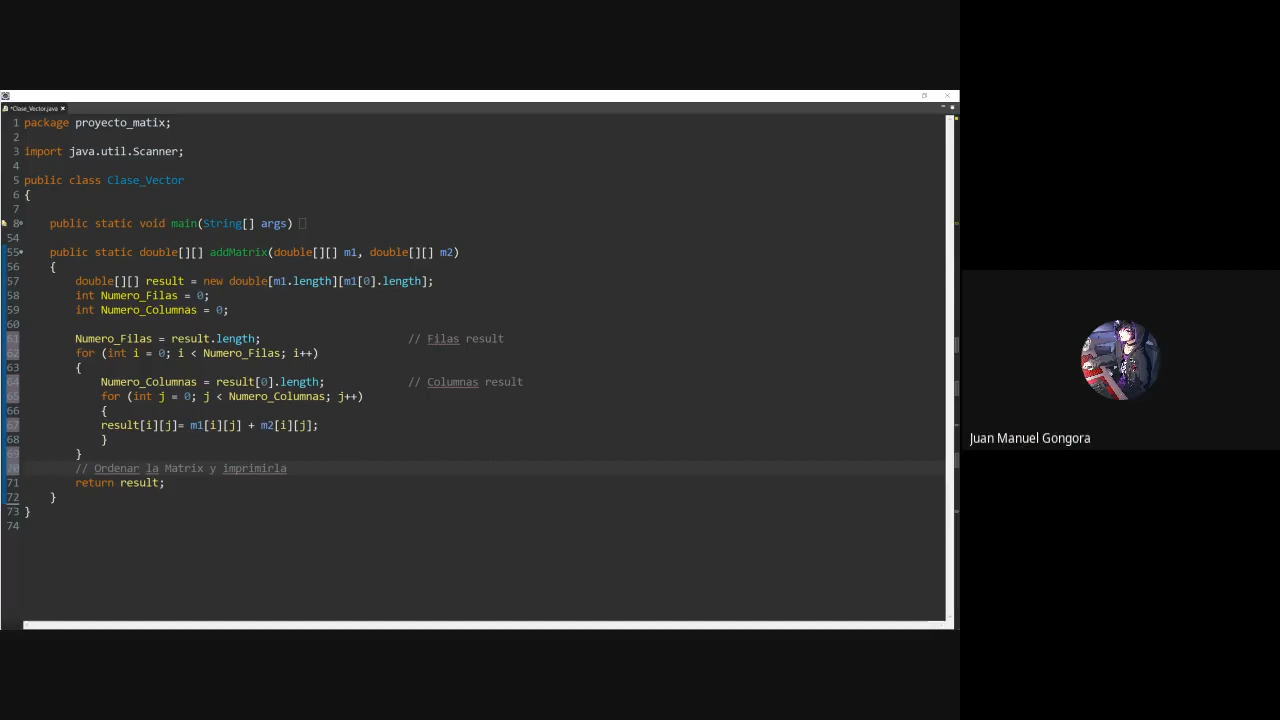 *Clase_Vector.java
1 package proyecto_matix;
2
3 import java.util.Scanner;
4
5 public class Clase_Vector
6 {
7
8 public static void main(String[] args)
54
55 public static double[][] addMatrix(double[][] m1, double[][] m2)
56 {
57 double[][] result = new double[m1.length][m1[0].length];
58 int Numero_Filas = 0;
59 int Numero_Columnas = 0;
60
61 Numero_Filas = result.length; // Filas result
62 for (int i = 0; i < Numero_Filas; i++)
63 {
64 Numero_Columnas = result[0].length; // Columnas result
65 for (int j = 0; j < Numero_Columnas; j++)
66 {
67 result[i][j]= m1[i][j] + m2[i][j];
68 }
69 }
70 // Ordenar la Matrix y imprimirla
71 return result;
72 }
73 }
74
Juan Manuel Gongora